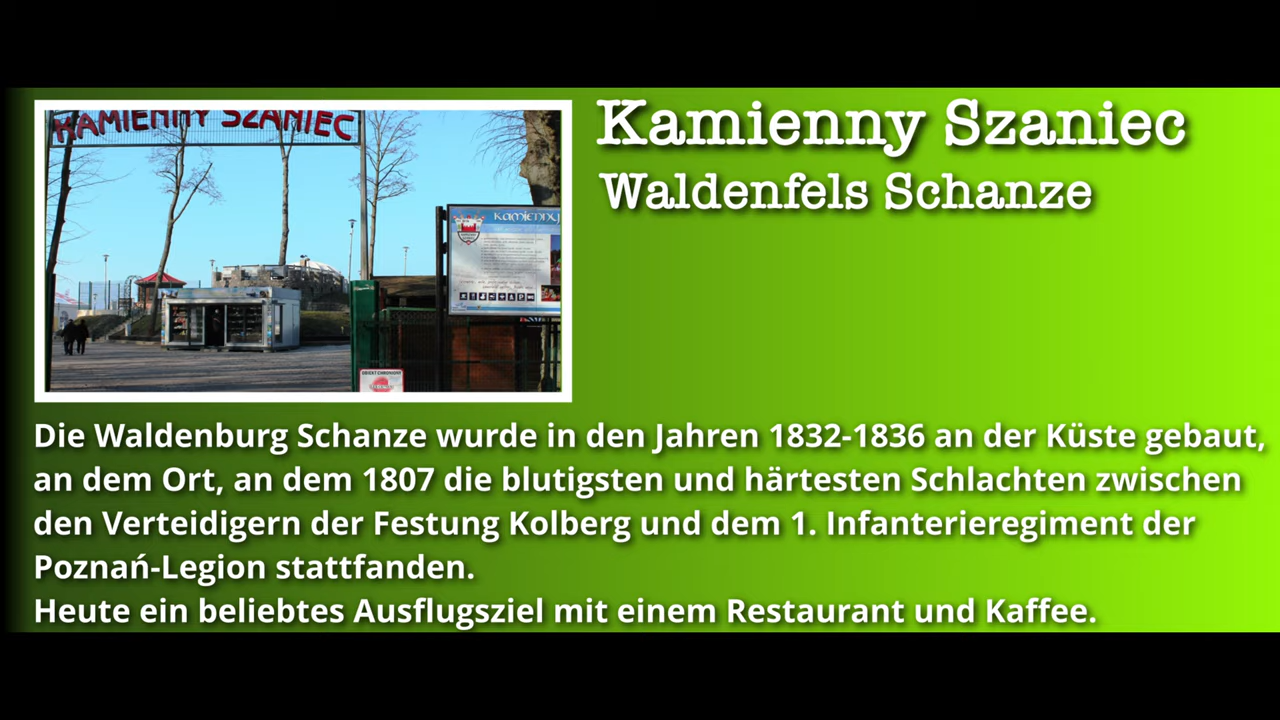 KAMIENNY SZANIEC
Kamienny Szaniec
Waldenfels Schanze
KAMIENNY
OBIEKT CHRONIONY
Die Waldenburg Schanze wurde in den Jahren 1832-1836 an der Küste gebaut,
an dem Ort, an dem 1807 die blutigsten und härtesten Schlachten zwischen
den Verteidigern der Festung Kolberg und dem 1. Infanterieregiment der
Poznań-Legion stattfanden.
Heute ein beliebtes Ausflugsziel mit einem Restaurant und Kaffee.